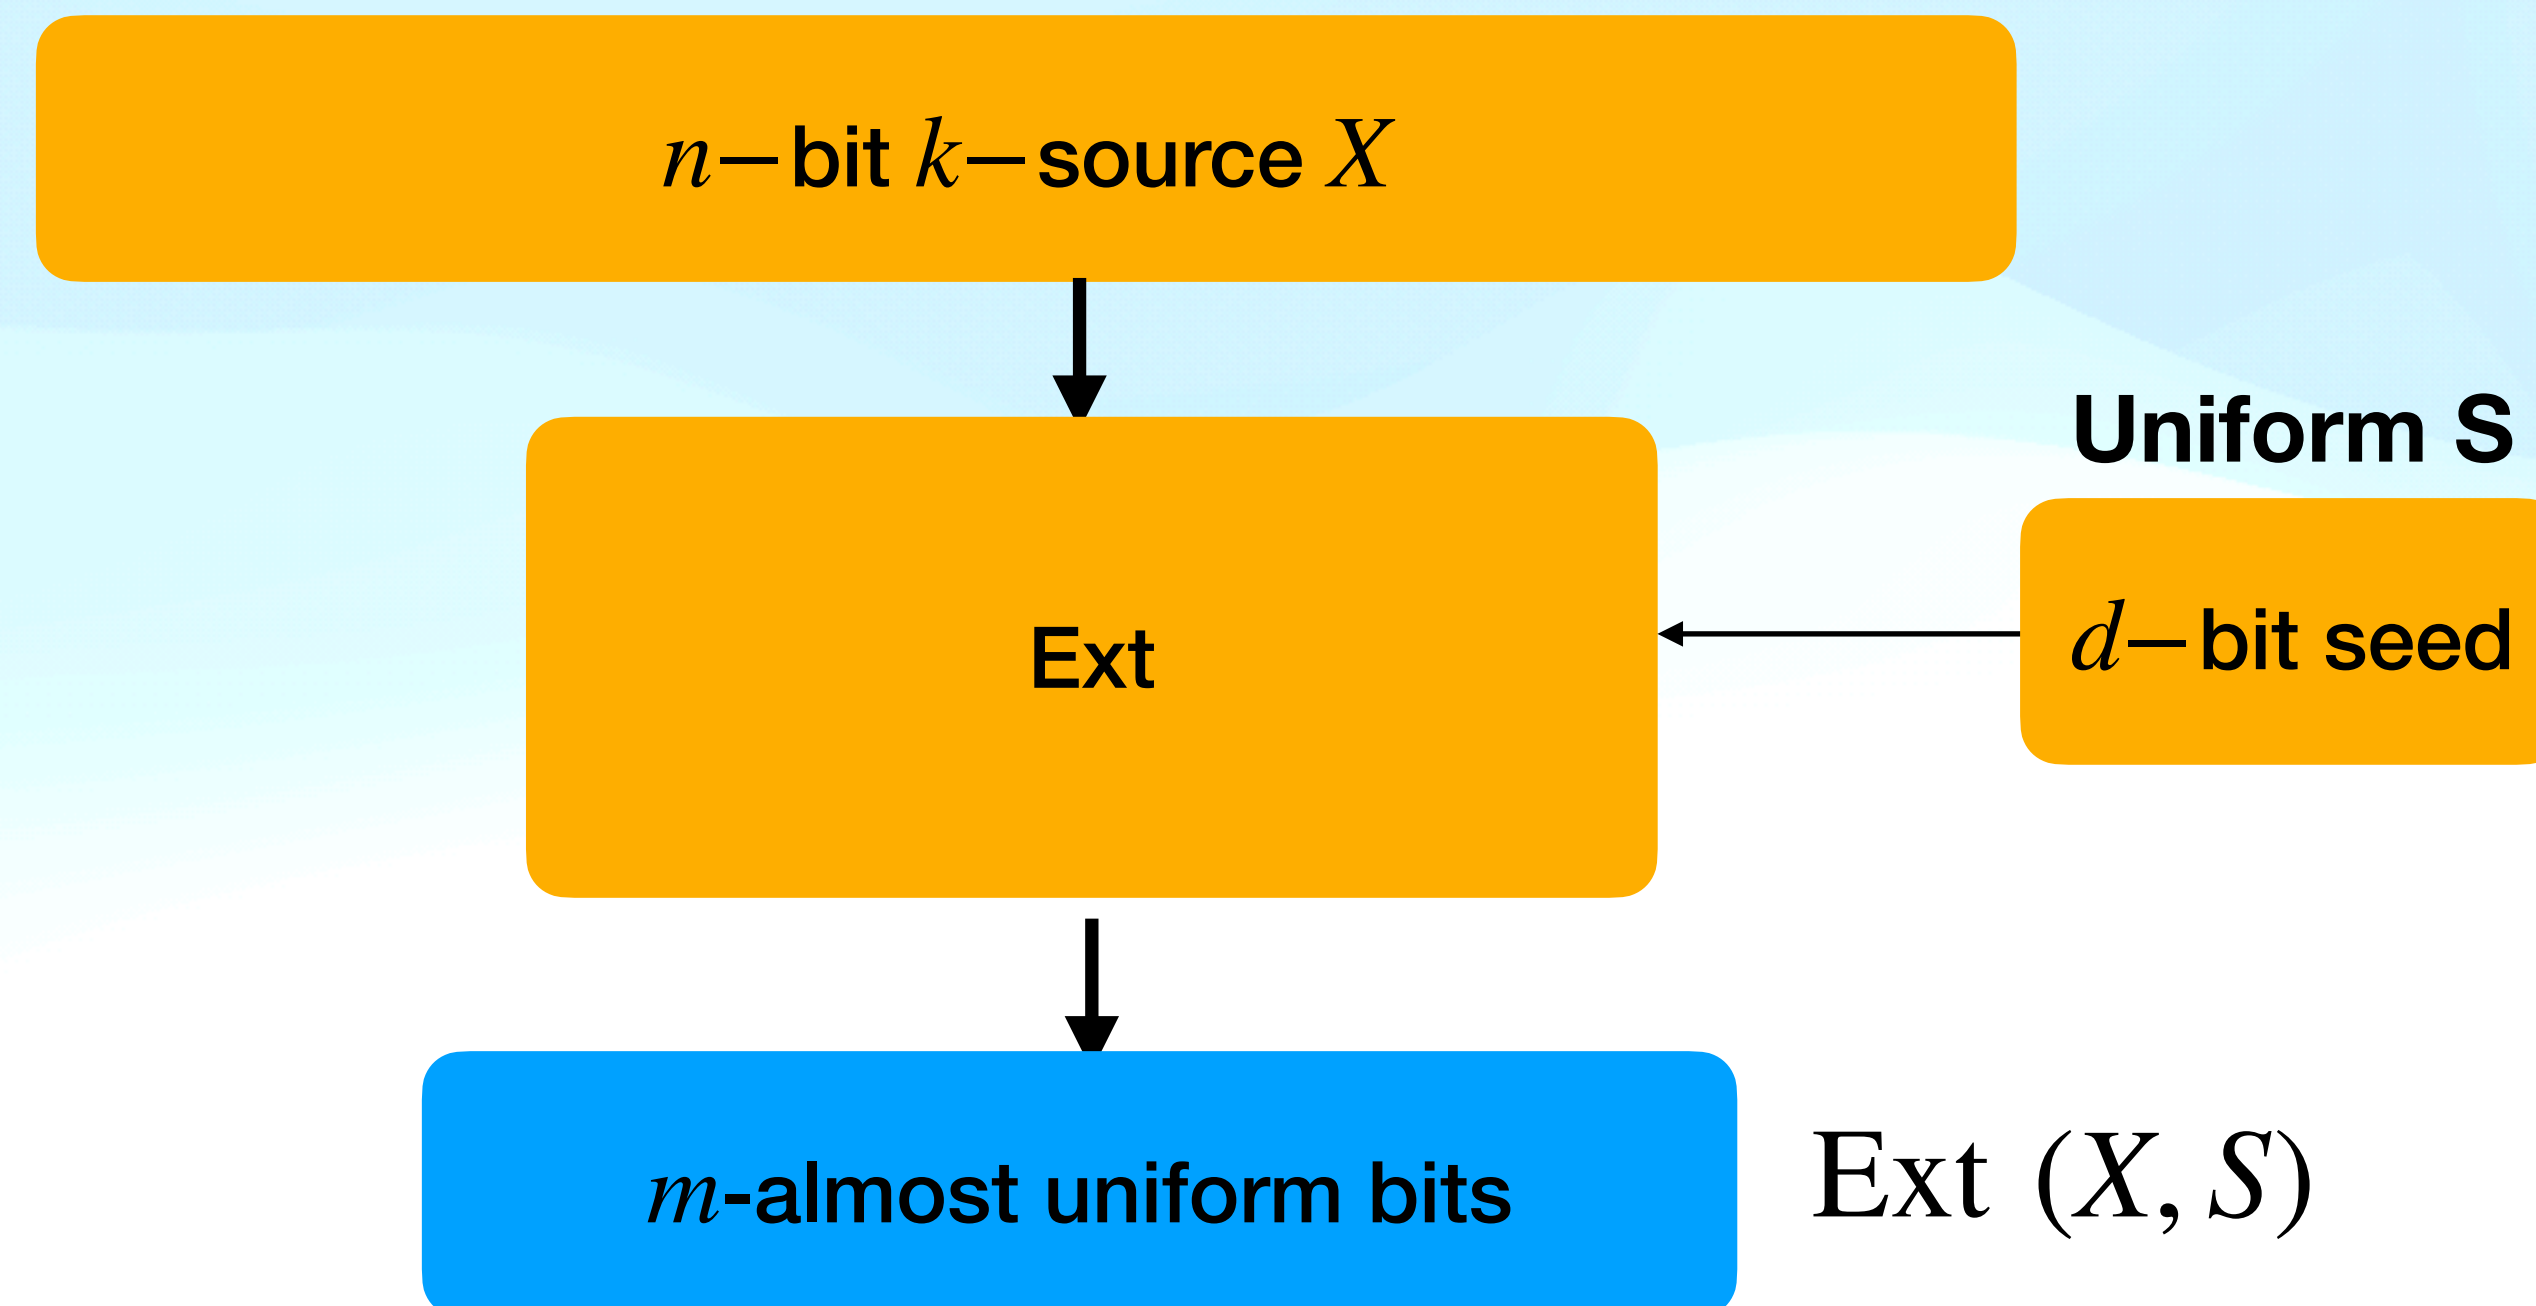 n–bit k–source X
Uniform S
Ext
d–bit seed
m-almost uniform bits
Ext (X, S)